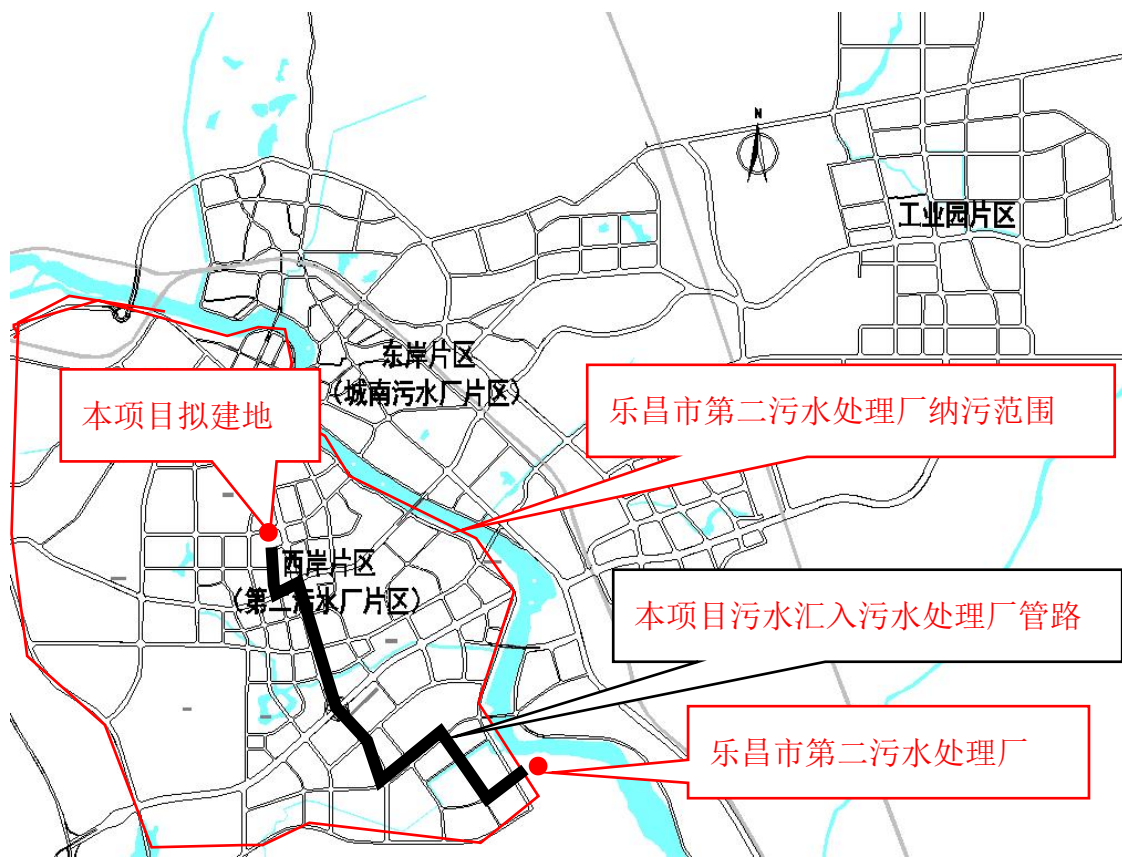 N
工业园片区
东岸片区
（城南污水厂片区）
本项目拟建地
乐昌市第二污水处理厂纳污范围
西岸片区
（第二污水厂片区）
本项目污水汇入污水处理厂管路
乐昌市第二污水处理厂